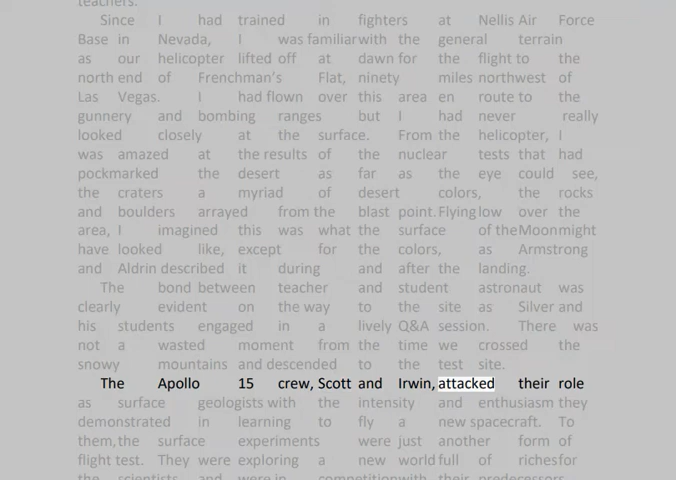 teachers.
Since I had trained in fighters at Nellis Air Force
Base in Nevada, I was familiar with the general terrain
as our helicopter lifted off at dawn for the flight to the
north end of Frenchman's Flat, ninety miles northwest of
Las Vegas. I had flown over this area en route to the
gunnery and bombing ranges but I had never really
looked closely at the surface. From the helicopter, I
was amazed at the results of the nuclear tests that had
pockmarked the desert as far as the eye could see,
the craters a myriad of desert colors, the rocks
and boulders arrayed from the blast point. Flying low over the
area, I imagined this was what the surface of the Moon might
have looked like, except for the colors, as Armstrong
and Aldrin described it during and after the landing.
The bond between teacher and student astronaut was
clearly evident on the way to the site as Silver and
his students engaged in a lively Q&A session. There was
not a wasted moment from the time we crossed the
snowy mountains and descended to the test site.
The Apollo 15 crew, Scott and Irwin, attacked their role
as surface geologists with the intensity and enthusiasm they
demonstrated in learning to fly a new spacecraft. To
them, the surface experiments were just another form of
flight test. They were exploring a new world full of riches for
the scientists and were in competition with their predecessors